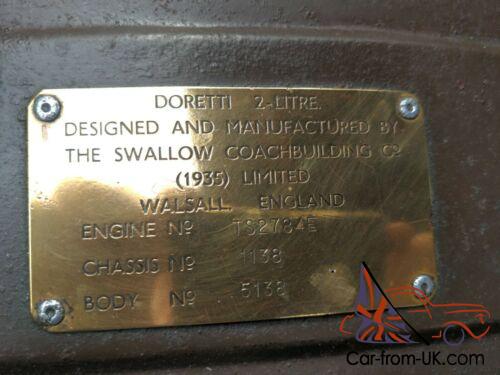 DORETTI 2-LITRE.
DESIGNED AND MANUFACTURED BY
THE SWALLOW COACHBUILDING Cº
(1935) LIMITED
WALSALL, ENGLAND
ENGINE Nº TS2784E
CHASSIS Nº 1138
BODY Nº 5138
Car-from-UK.com